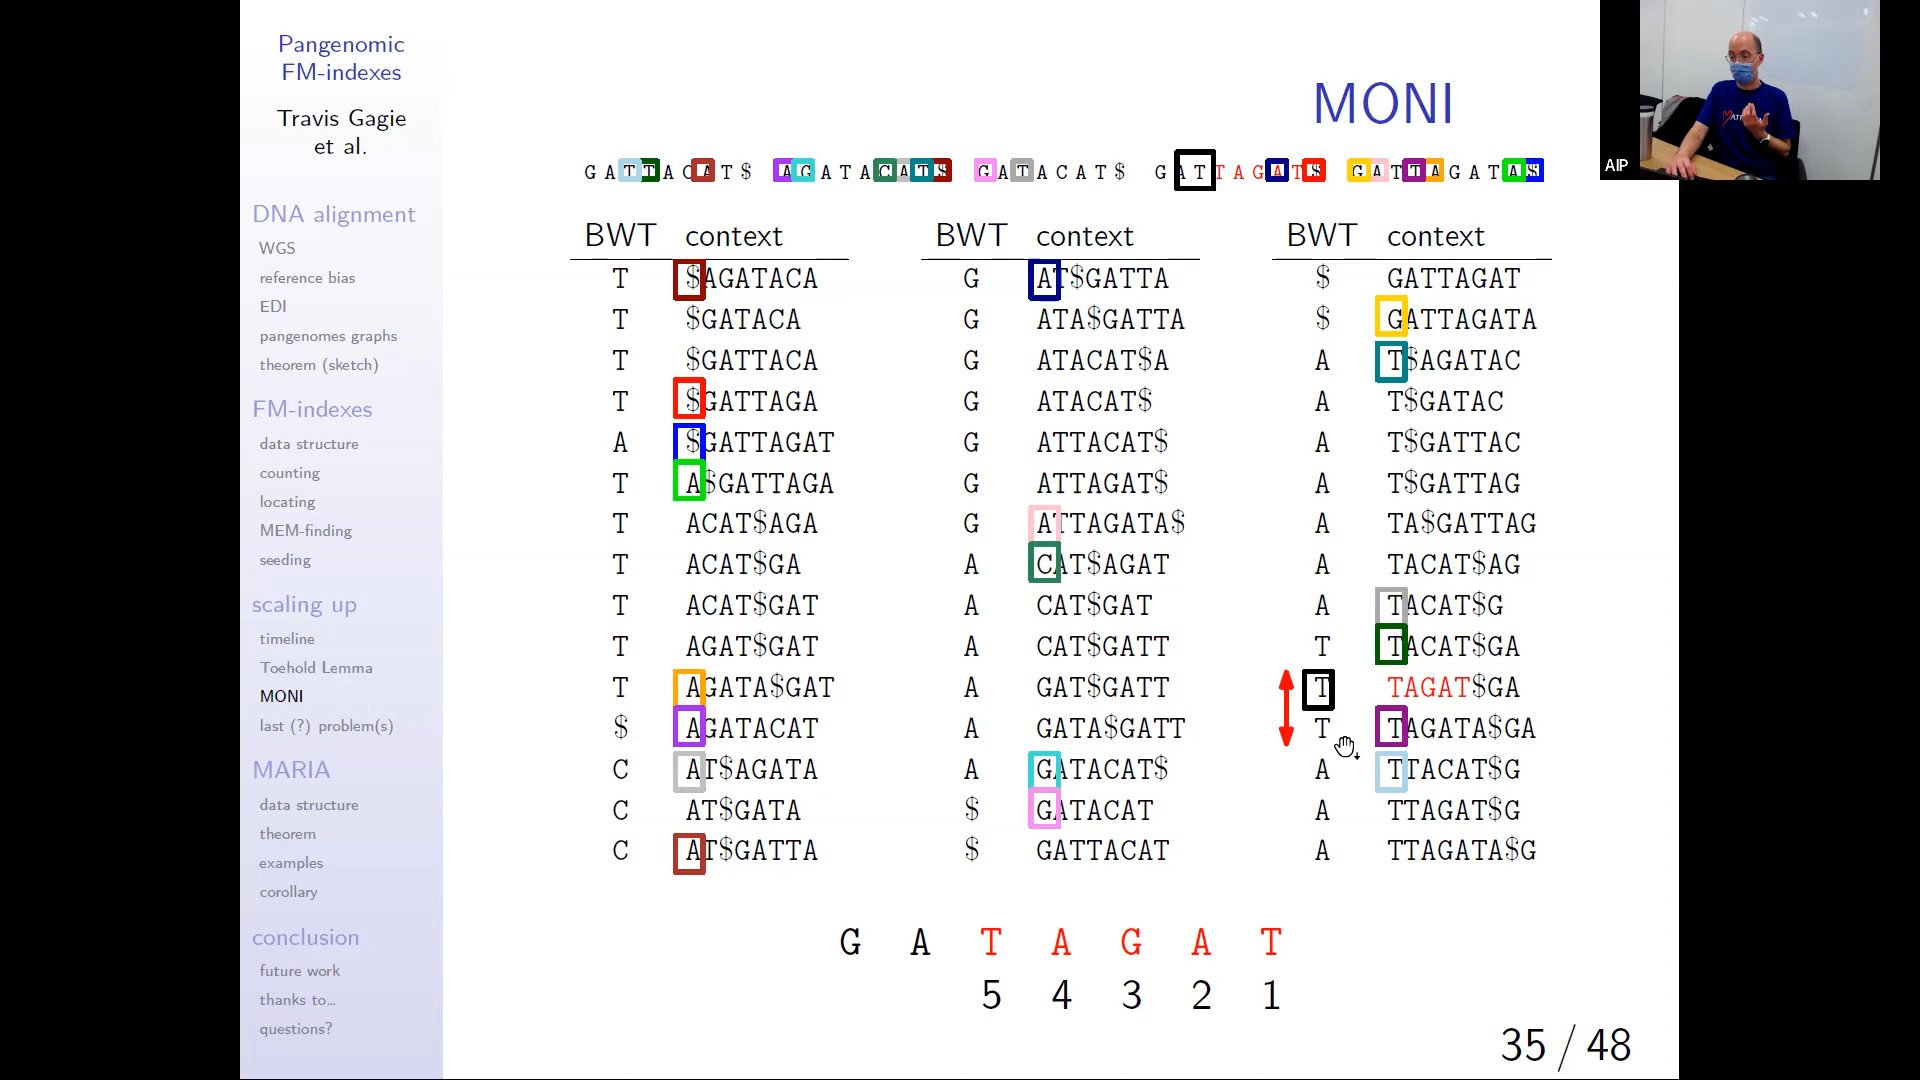 Pangenomic
FM-indexes
Travis Gagie
et al.
DNA alignment
WGS
reference bias
EDI
pangenomes graphs
theorem (sketch)
FM-indexes
data structure
counting
locating
MEM-finding
seeding
scaling up
timeline
Toehold Lemma
MONI
last (?) problem(s)
MARIA
data structure
theorem
examples
corollary
conclusion
future work
thanks to...
questions?
MONI
GATTACAT$ AGATACAT$ GATACAT$ GATTAGAT$ GATTAGATA$
BWT context
T $AGATACA
T $GATACA
T $GATTACA
T $GATTAGA
A $GATTAGAT
T A$GATTAGA
T ACAT$AGA
T ACAT$GA
T ACAT$GAT
T AGAT$GAT
T AGATA$GAT
$ AGATACAT
C AT$AGATA
C AT$GATA
C AT$GATTA
BWT context
G AT$GATTA
G ATA$GATTA
G ATACAT$A
G ATACAT$
G ATTACAT$
G ATTAGAT$
G ATTAGATA$
A CAT$AGAT
A CAT$GAT
A CAT$GATT
A GAT$GATT
A GATA$GATT
A GATACAT$
$ GATACAT
$ GATTACAT
BWT context
$ GATTAGAT
$ GATTAGATA
A T$AGATAC
A T$GATAC
A T$GATTAC
A T$GATTAG
A TA$GATTAG
A TACAT$AG
A TACAT$G
T TACAT$GA
T TAGAT$GA
T TAGATA$GA
A TTACAT$G
A TTAGAT$G
A TTAGATA$G
G A T A G A T
5 4 3 2 1
35 / 48
AIP